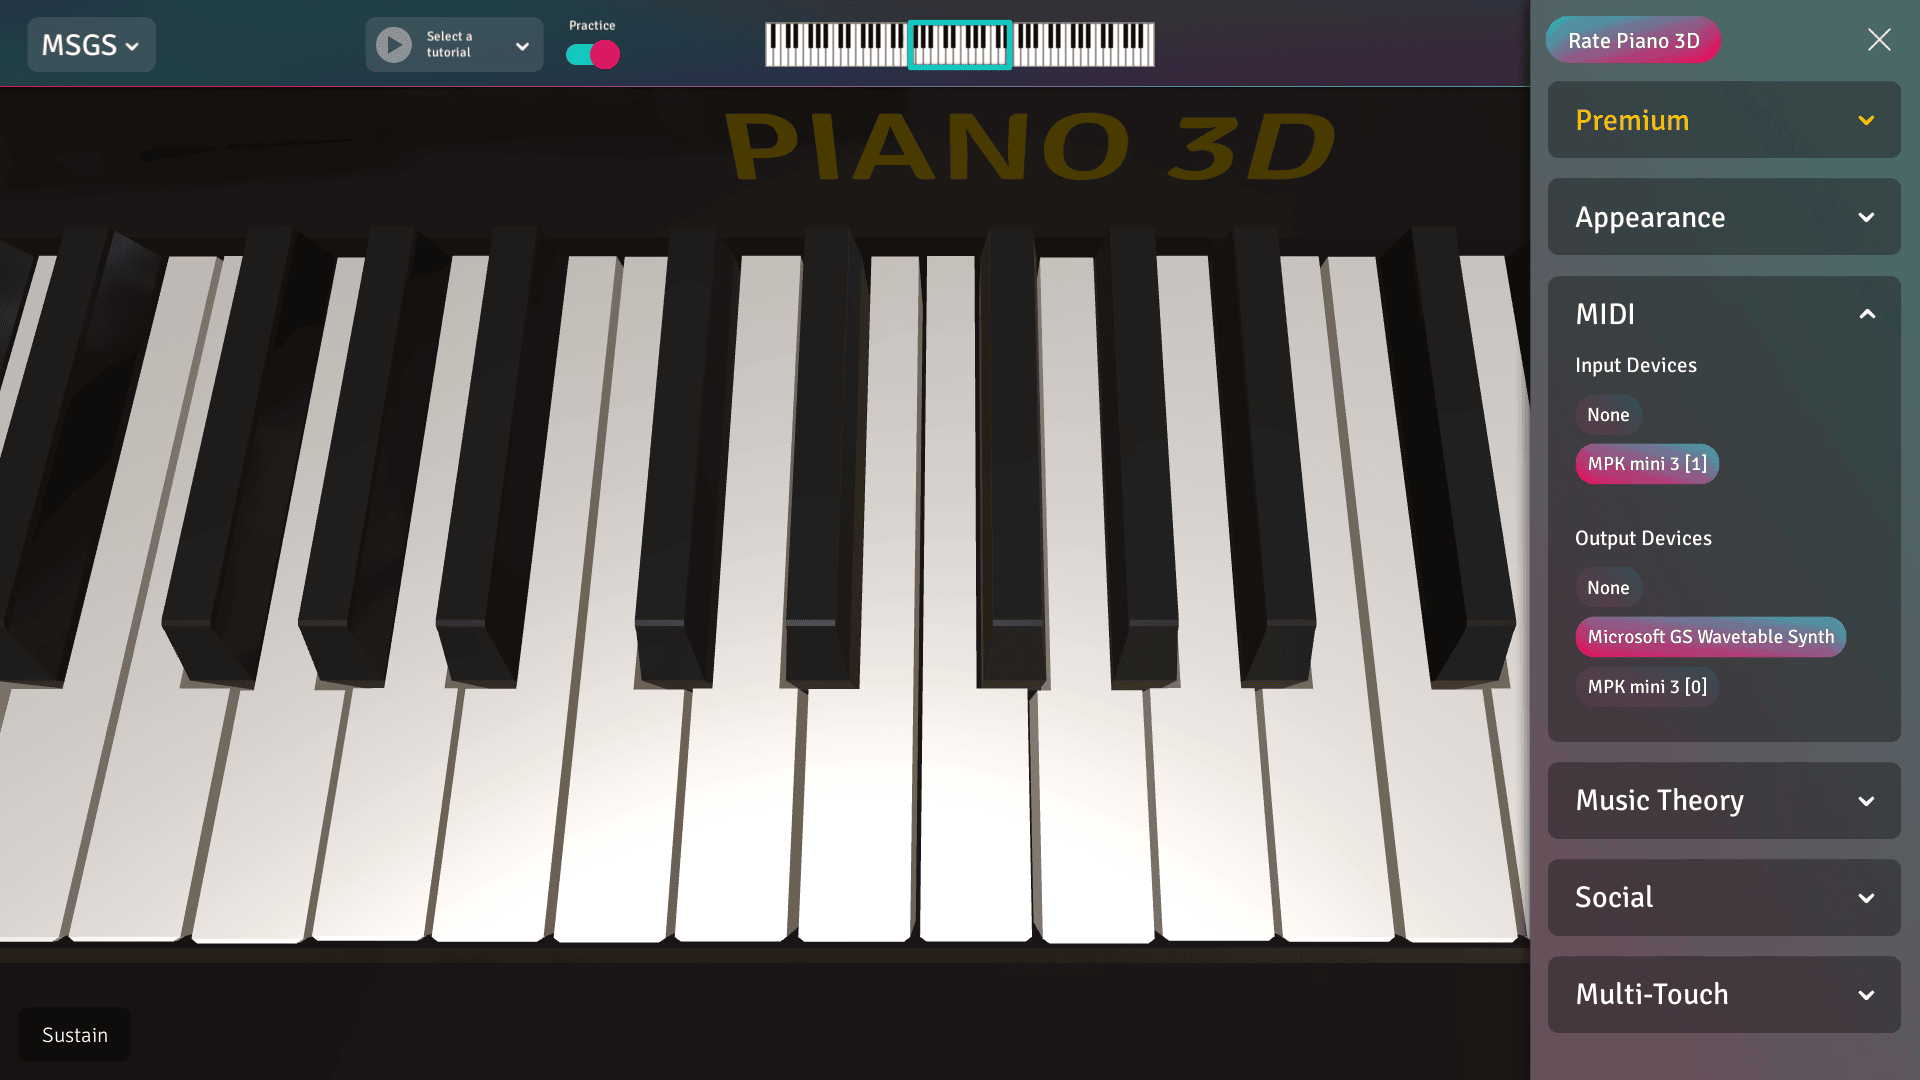 MSGS
Select a
tutorial
Practice
Rate Piano 3D
PIANO 3D
Premium
Appearance
MIDI
Input Devices
None
MPK mini 3 [1]
Output Devices
None
Microsoft GS Wavetable Synth
MPK mini 3 [0]
Music Theory
Social
Multi-Touch
Sustain